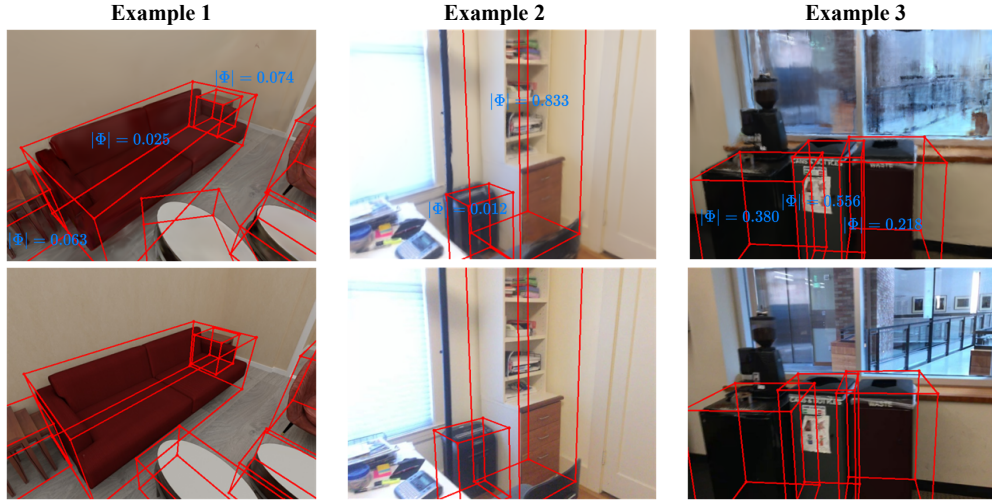 Example 1
Example 2
Example 3
|Φ| = 0.074
|Φ| = 0.025
|Φ| = 0.063
|Φ| = 0.833
|Φ| = 0.012
|Φ| = 0.556
|Φ| = 0.380
|Φ| = 0.218
WASTE